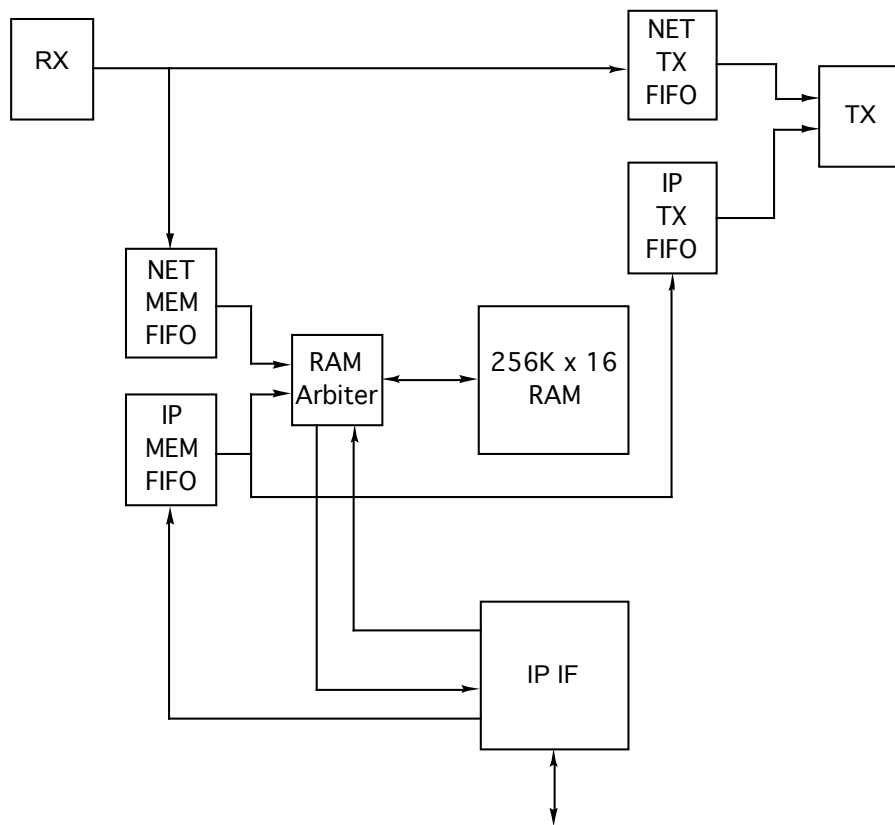 RX
NET
TX
FIFO
TX
IP
TX
FIFO
NET
MEM
FIFO
RAM
Arbiter
256K x 16
RAM
IP
MEM
FIFO
IP IF